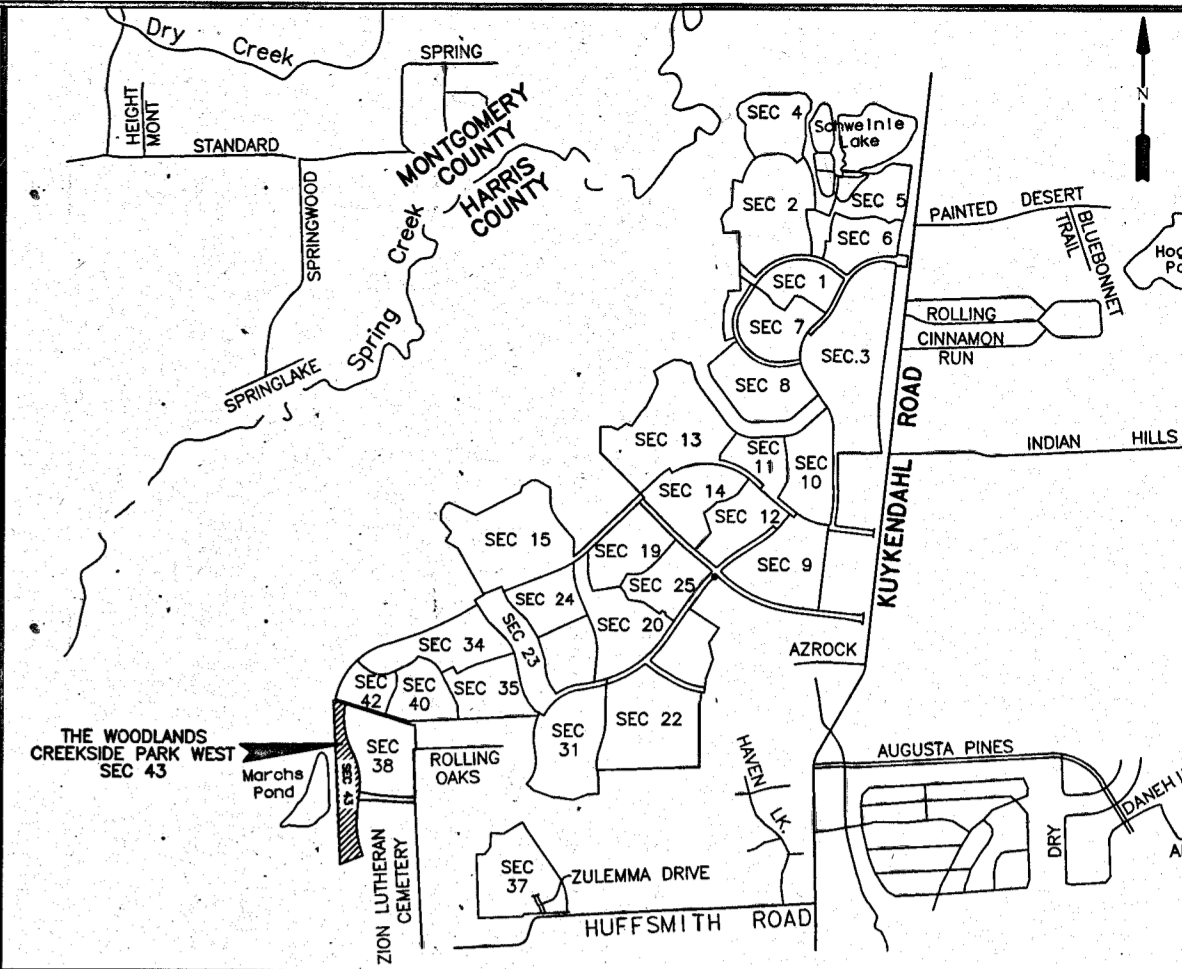 Dry
Creek
SPRING
HEIGHT
MONT
STANDARD
MONTGOMERY
COUNTY
HARRIS
COUNTY
N
SEC 4
Schweinle
Lake
SEC 2
SEC 5
PAINTED DESERT
BLUEBONNET
TRAIL
SEC 6
SPRINGWOOD
Spring Creek
SEC 1
SEC 7
ROLLING
CINNAMON
RUN
SEC.3
SPRINGLAKE
SEC 8
KUYKENDAHL ROAD
SEC 13
SEC
11
SEC
10
INDIAN HILLS
SEC 14
SEC 12
SEC 15
SEC 19
SEC 9
SEC 25
SEC 24
SEC 20
SEC 23
SEC 34
AZROCK
SEC
42
SEC
40
SEC 35
SEC
31
SEC 22
THE WOODLANDS
CREEKSIDE PARK WEST
SEC 43
SEC
38
SEC 43
Marchs
Pond
ROLLING
OAKS
HAVEN
LK.
AUGUSTA PINES
DRY
ZION LUTHERAN
CEMETERY
SEC
37
ZULEMMA DRIVE
HUFFSMITH ROAD